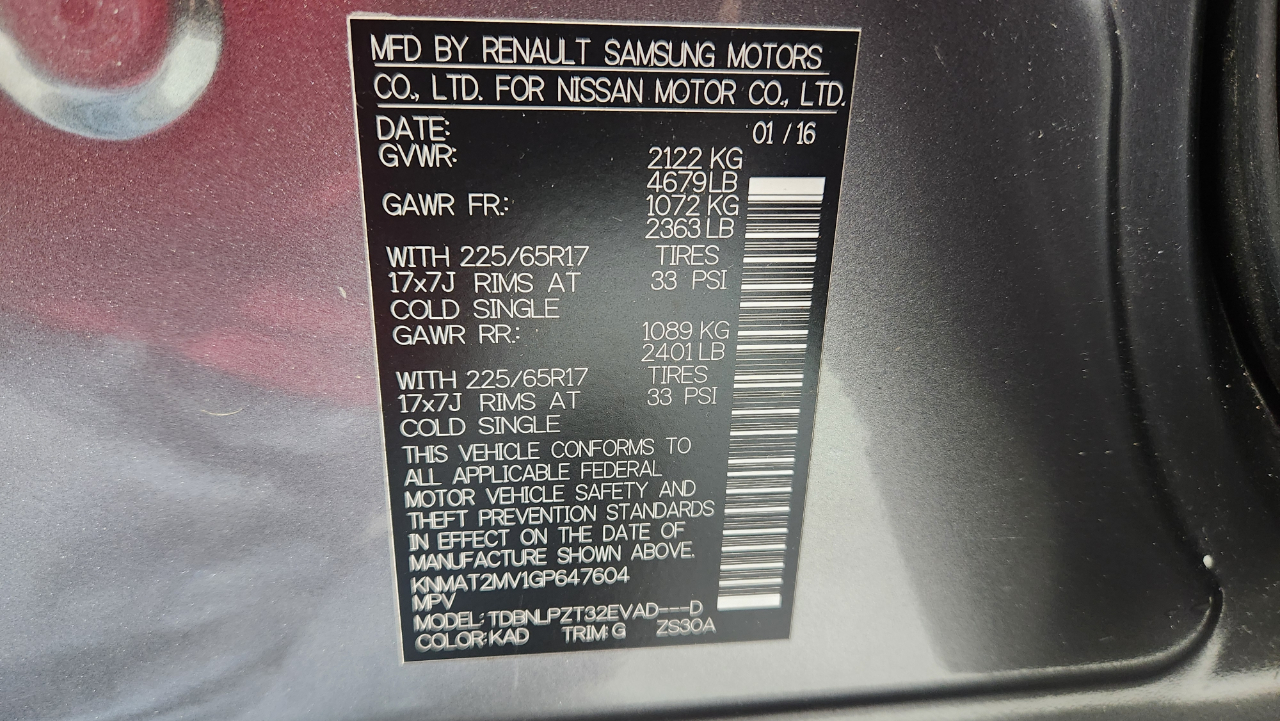 MFD BY RENAULT SAMSUNG MOTORS
CO., LTD. FOR NISSAN MOTOR CO., LTD.
DATE: 01 / 16
GVWR: 2122 KG
4679 LB
GAWR FR.: 1072 KG
2363 LB
WITH 225/65R17 TIRES
17x7J RIMS AT 33 PSI
COLD SINGLE
GAWR RR.: 1089 KG
2401 LB
WITH 225/65R17 TIRES
17x7J RIMS AT 33 PSI
COLD SINGLE
THIS VEHICLE CONFORMS TO
ALL APPLICABLE FEDERAL
MOTOR VEHICLE SAFETY AND
THEFT PREVENTION STANDARDS
IN EFFECT ON THE DATE OF
MANUFACTURE SHOWN ABOVE.
KNMAT2MV1GP647604
MPV
MODEL: TDBNLPZT32EVAD---D
COLOR:KAD TRIM:G ZS30A